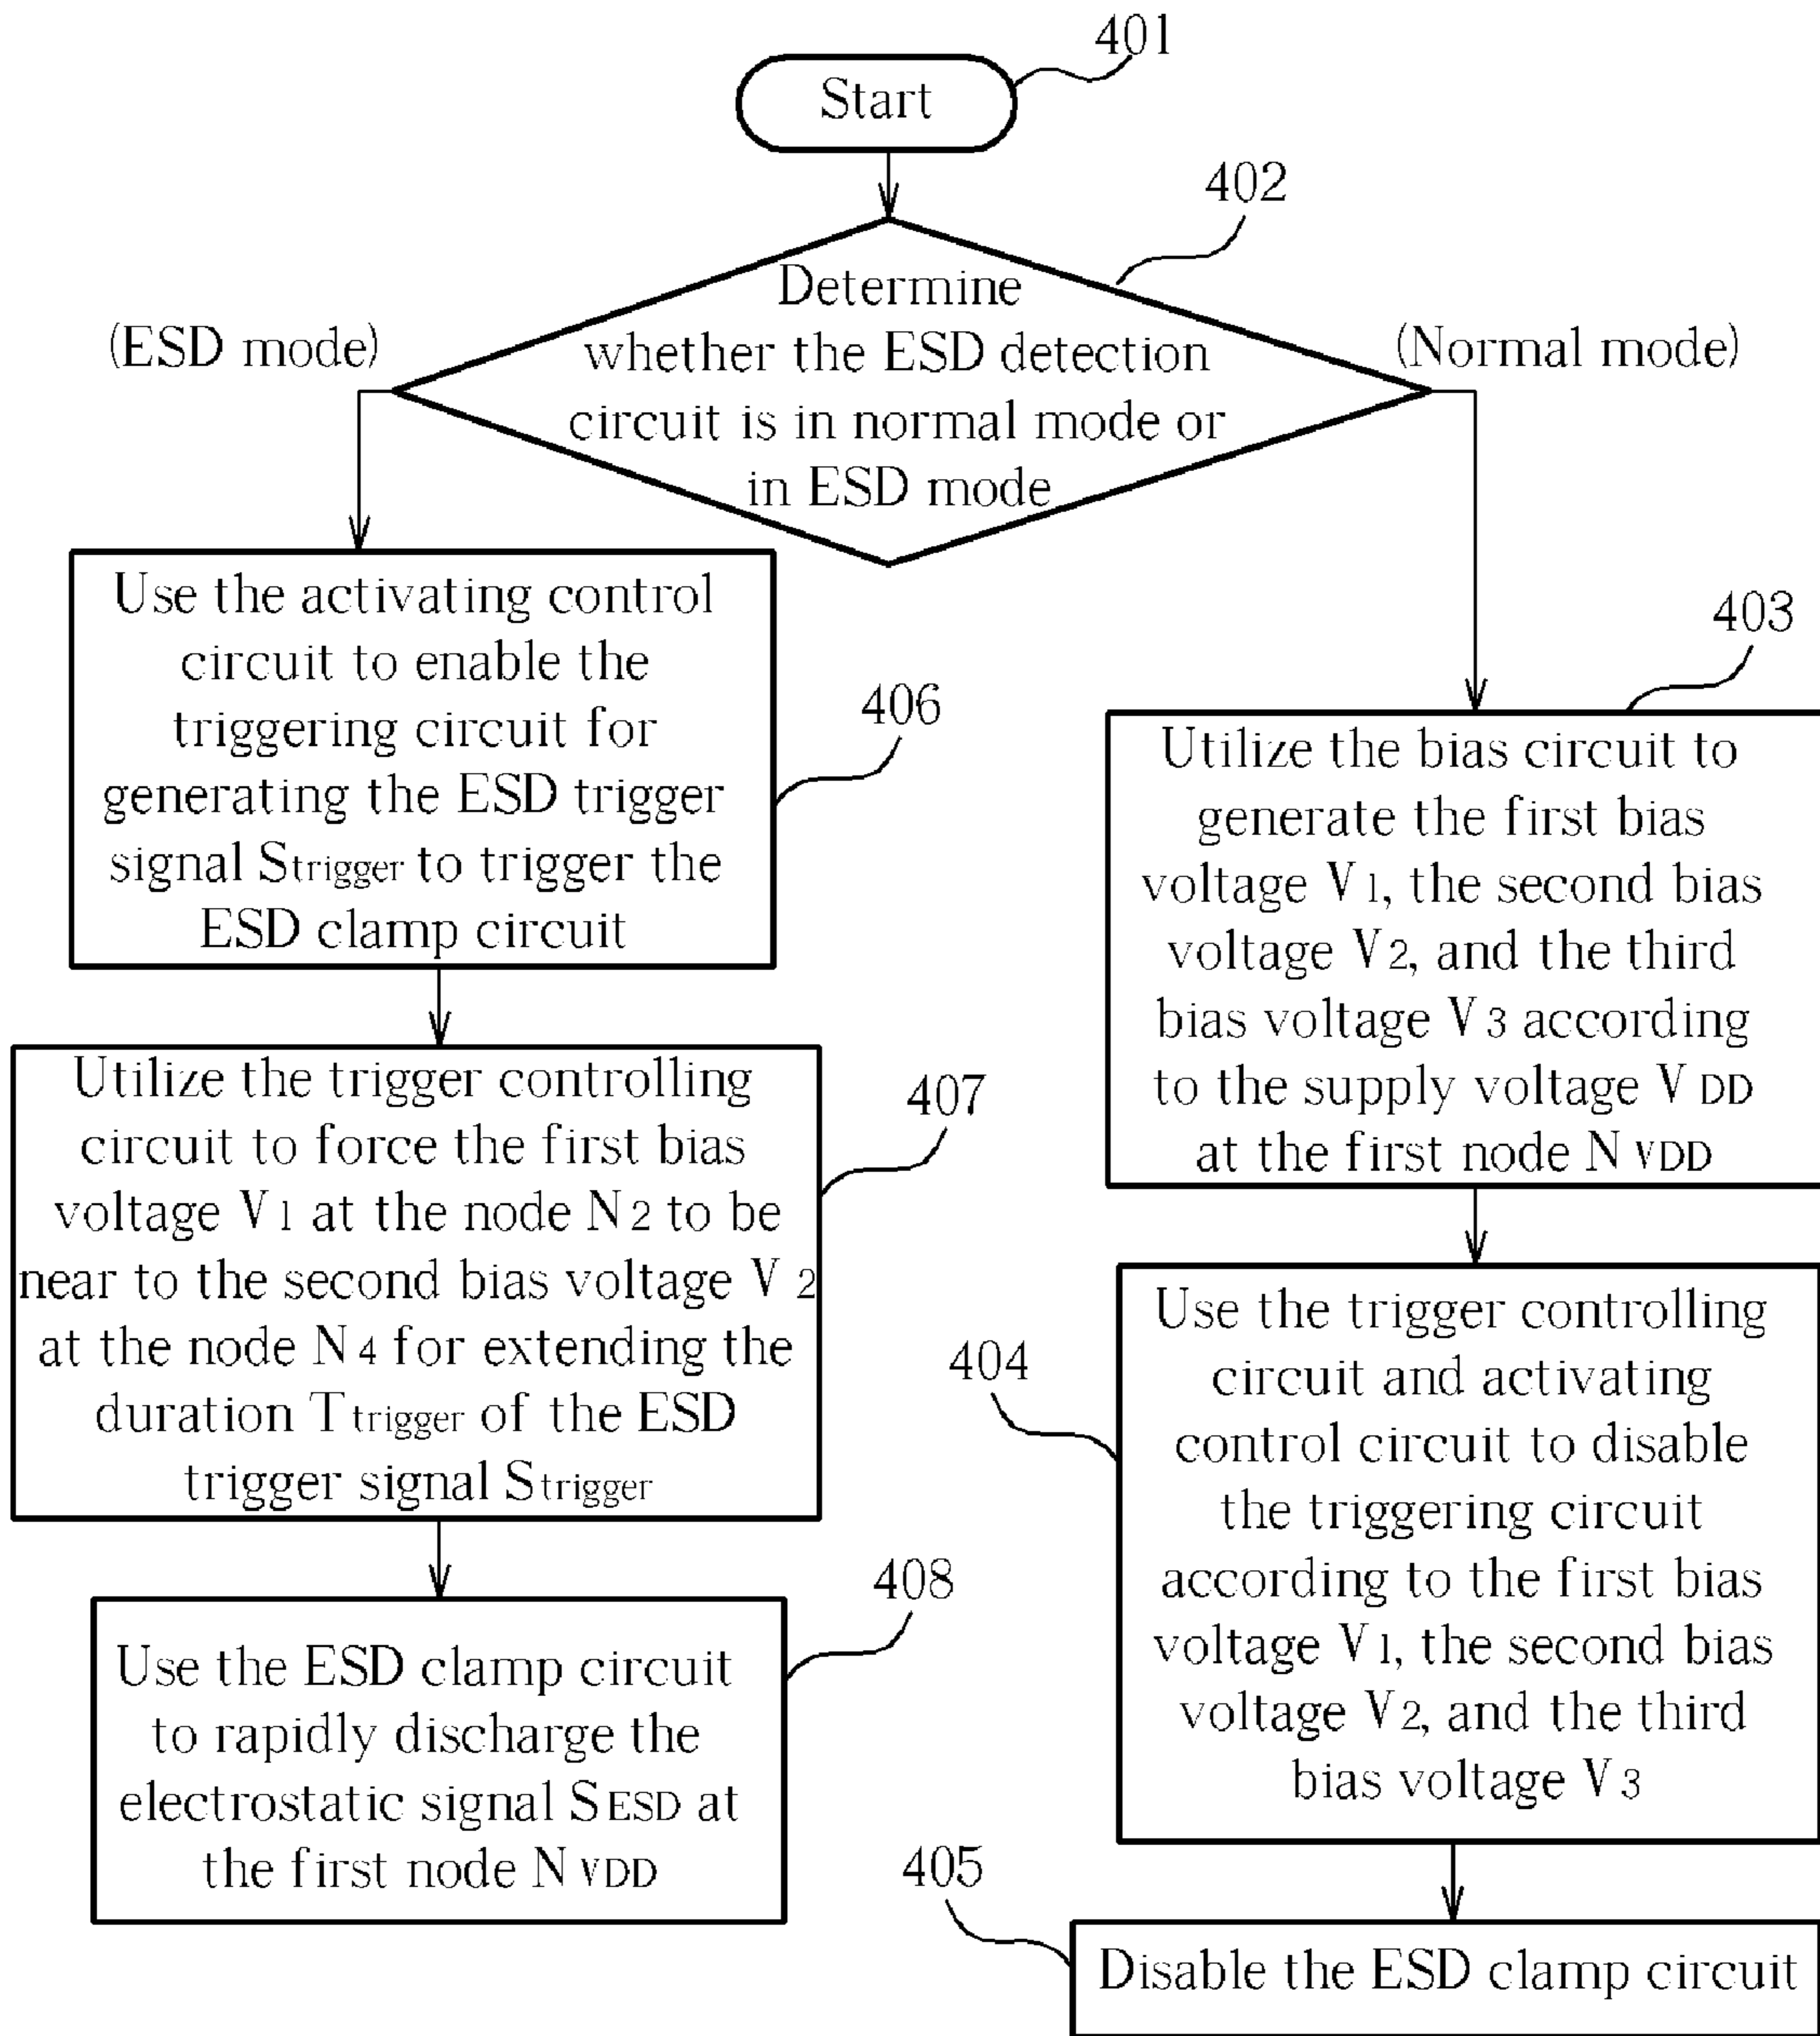 401
Start
402
Determine
whether the ESD detection
circuit is in normal mode or
in ESD mode
(ESD mode)
(Normal mode)
Use the activating control
circuit to enable the
triggering circuit for
generating the ESD trigger
signal Strigger to trigger the
ESD clamp circuit
406
Utilize the trigger controlling
circuit to force the first bias
voltage V1 at the node N2 to be
near to the second bias voltage V2
at the node N4 for extending the
duration Ttrigger of the ESD
trigger signal Strigger
407
Use the ESD clamp circuit
to rapidly discharge the
electrostatic signal SESD at
the first node NVDD
408
403
Utilize the bias circuit to
generate the first bias
voltage V1, the second bias
voltage V2, and the third
bias voltage V3 according
to the supply voltage VDD
at the first node NVDD
404
Use the trigger controlling
circuit and activating
control circuit to disable
the triggering circuit
according to the first bias
voltage V1, the second bias
voltage V2, and the third
bias voltage V3
405
Disable the ESD clamp circuit